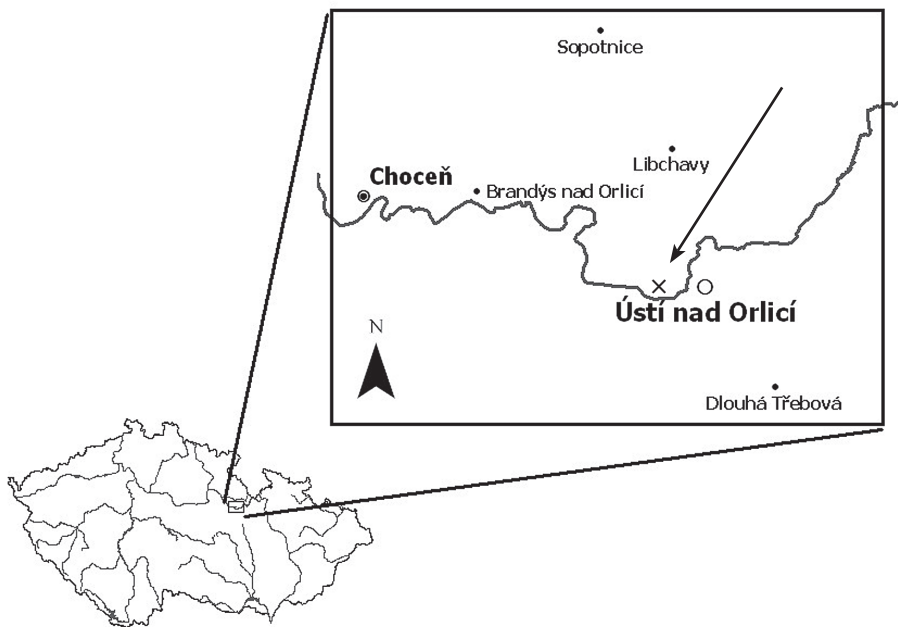 Sopotnice
Libchavy
Choceň
Brandýs nad Orlicí
Ústí nad Orlicí
N
Dlouhá Třebová